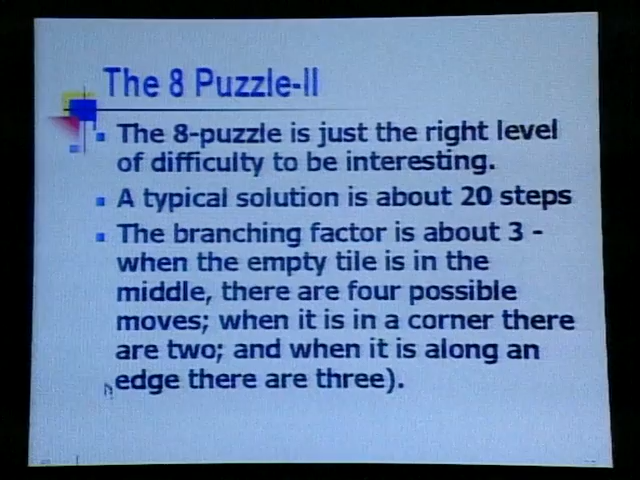 The 8 Puzzle-II
The 8-puzzle is just the right level
of difficulty to be interesting.
A typical solution is about 20 steps
The branching factor is about 3 -
when the empty tile is in the
middle, there are four possible
moves; when it is in a corner there
are two; and when it is along an
edge there are three).